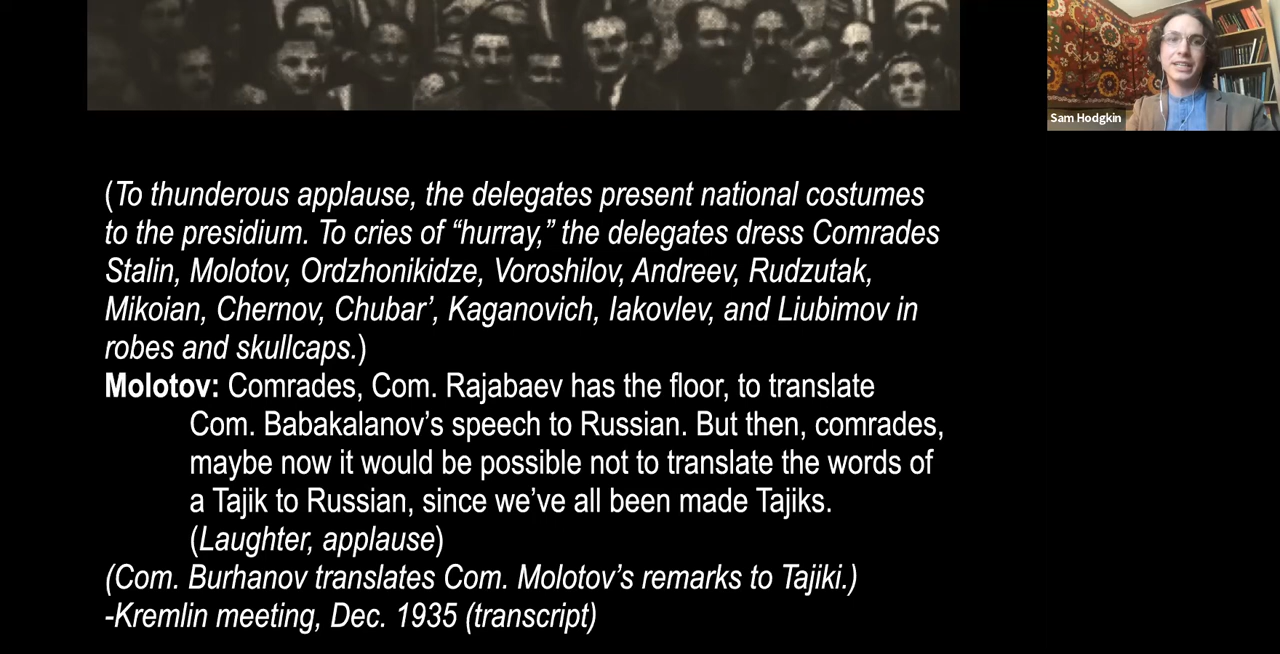 Sam Hodgkin
(To thunderous applause, the delegates present national costumes
to the presidium. To cries of “hurray,” the delegates dress Comrades
Stalin, Molotov, Ordzhonikidze, Voroshilov, Andreev, Rudzutak,
Mikoian, Chernov, Chubar’, Kaganovich, Iakovlev, and Liubimov in
robes and skullcaps.)
Molotov: Comrades, Com. Rajabaev has the floor, to translate
Com. Babakalanov’s speech to Russian. But then, comrades,
maybe now it would be possible not to translate the words of
a Tajik to Russian, since we’ve all been made Tajiks.
(Laughter, applause)
(Com. Burhanov translates Com. Molotov’s remarks to Tajiki.)
-Kremlin meeting, Dec. 1935 (transcript)